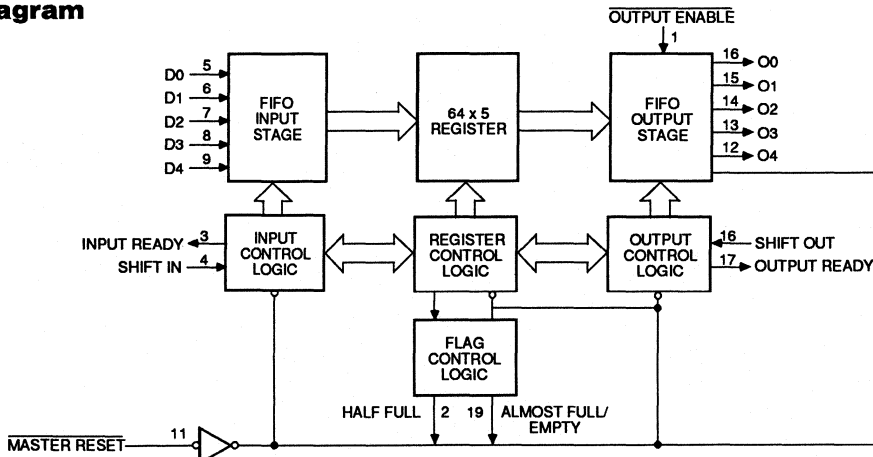 agram
OUTPUT ENABLE
1
D0 5
D1 6
D2 7
D3 8
D4 9
FIFO
INPUT
STAGE
64 x 5
REGISTER
FIFO
OUTPUT
STAGE
16 O0
15 O1
14 O2
13 O3
12 O4
INPUT READY 3
SHIFT IN 4
INPUT
CONTROL
LOGIC
REGISTER
CONTROL
LOGIC
OUTPUT
CONTROL
LOGIC
16 SHIFT OUT
17 OUTPUT READY
FLAG
CONTROL
LOGIC
HALF FULL 2
19 ALMOST FULL/
EMPTY
MASTER RESET 11